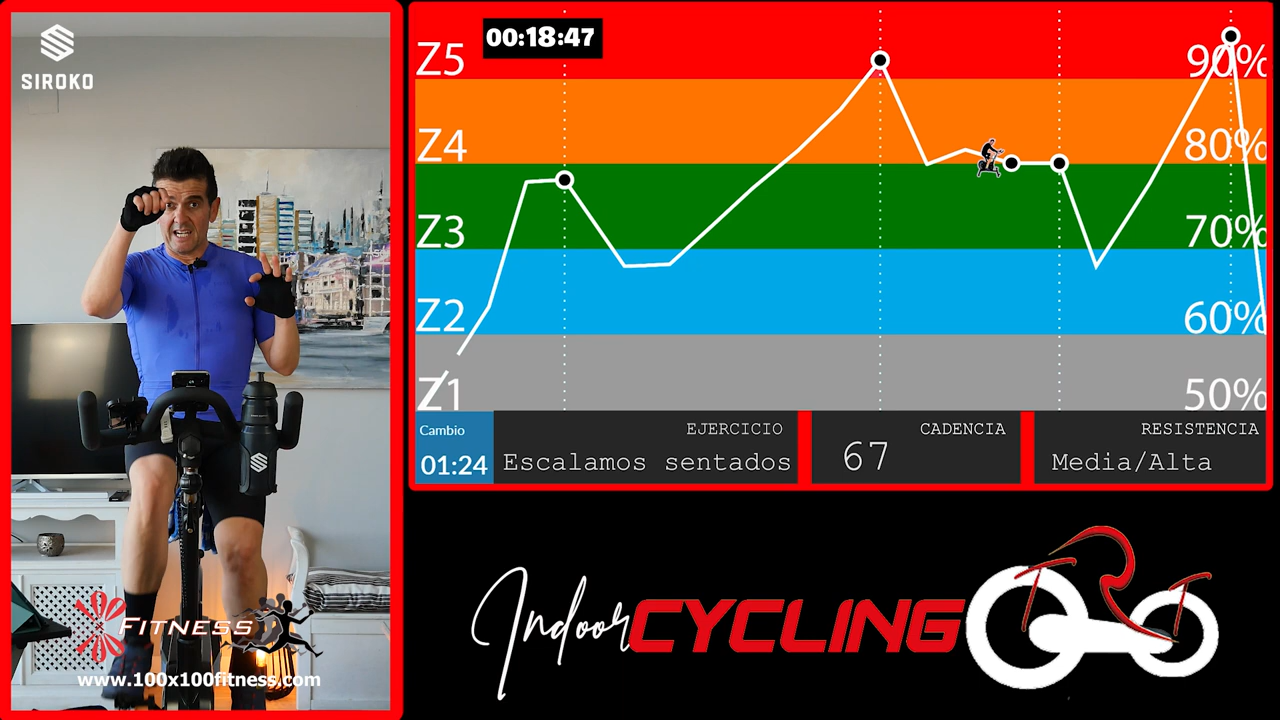 SIROKO
FITNESS
www.100x100fitness.com
00:18:47
Z5
90%
Z4
80%
Z3
70%
Z2
60%
Z1
50%
Cambio
01:24
EJERCICIO
Escalamos sentados
CADENCIA
67
RESISTENCIA
Media/Alta
Indoor CYCLING